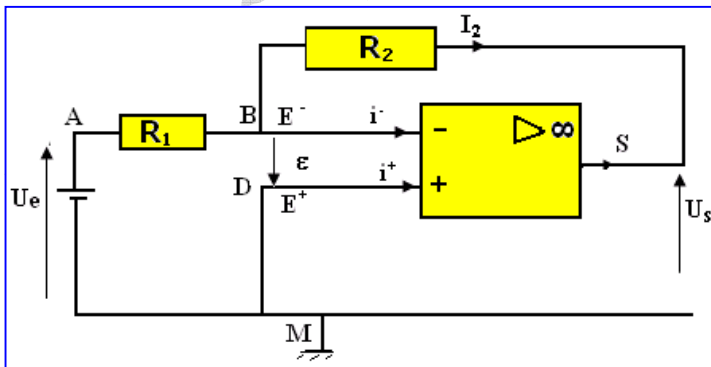 R₂ I₂
A R₁ B E⁻ i⁻ - ▷ ∞
ε S
D E⁺ i⁺ +
Ue Uₛ
M